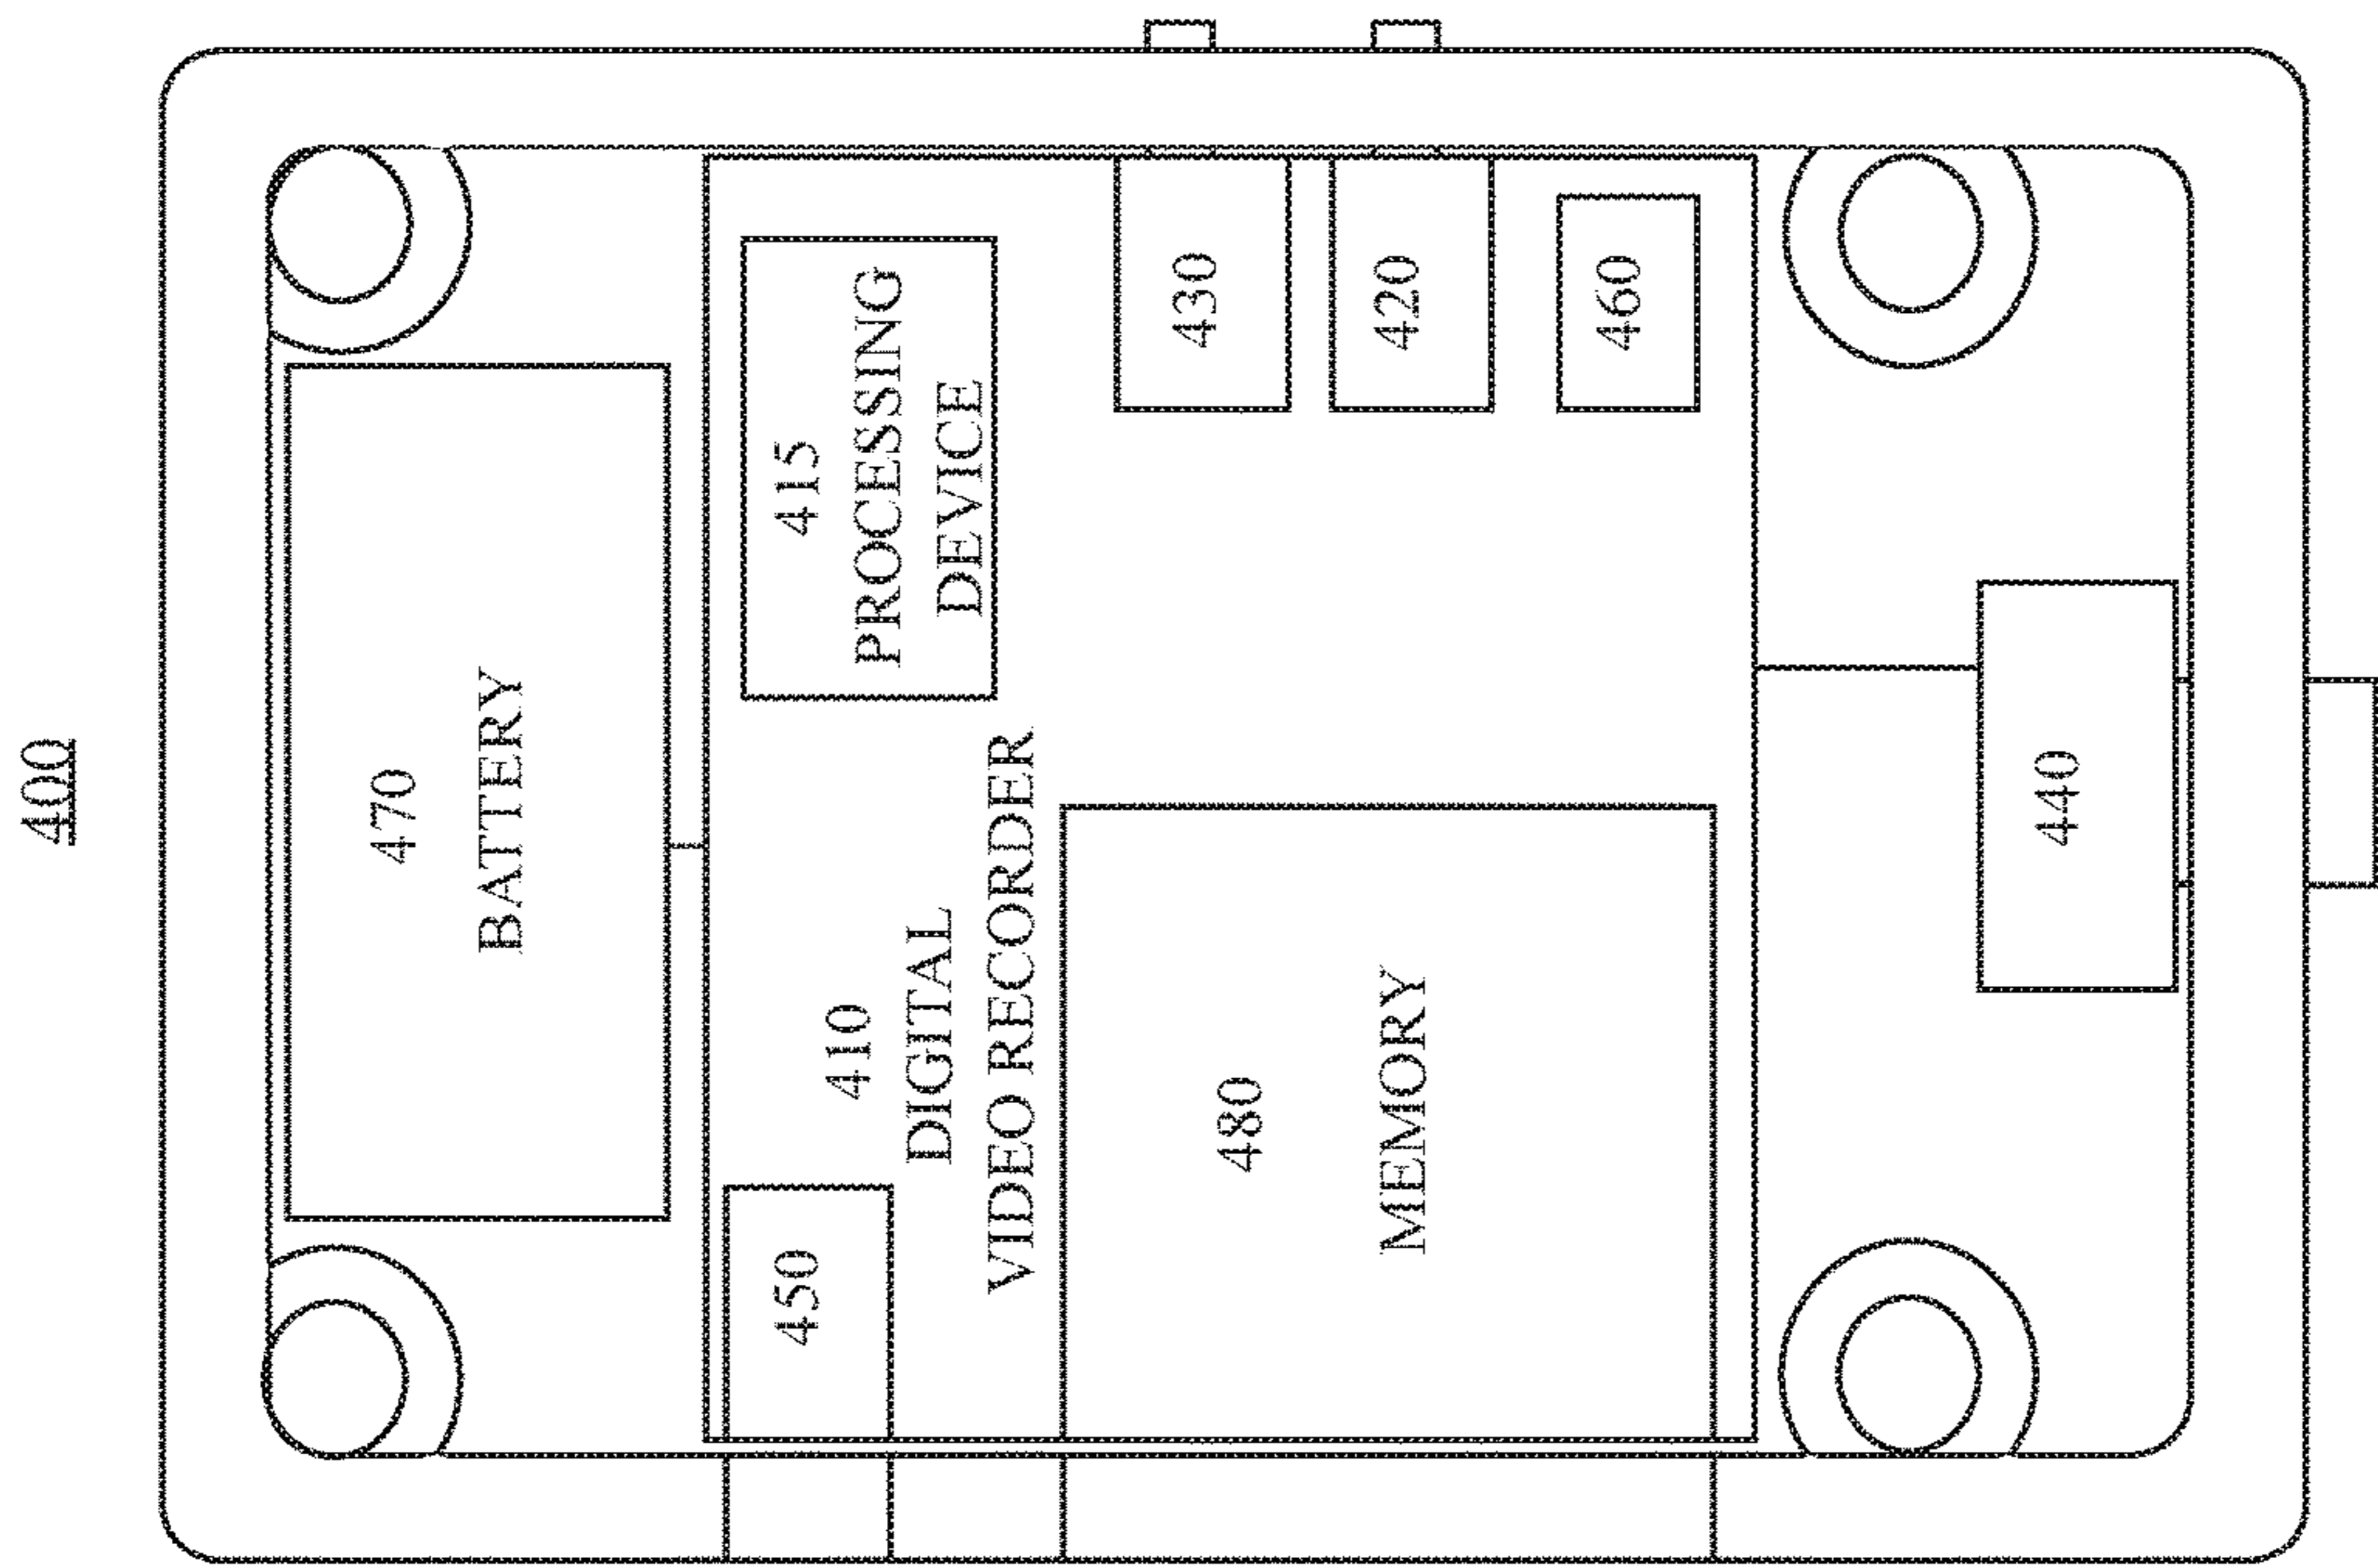 400
470
BATTERY
415
PROCESSING
DEVICE
410
DIGITAL
VIDEO RECORDER
450
430
420
460
480
MEMORY
440